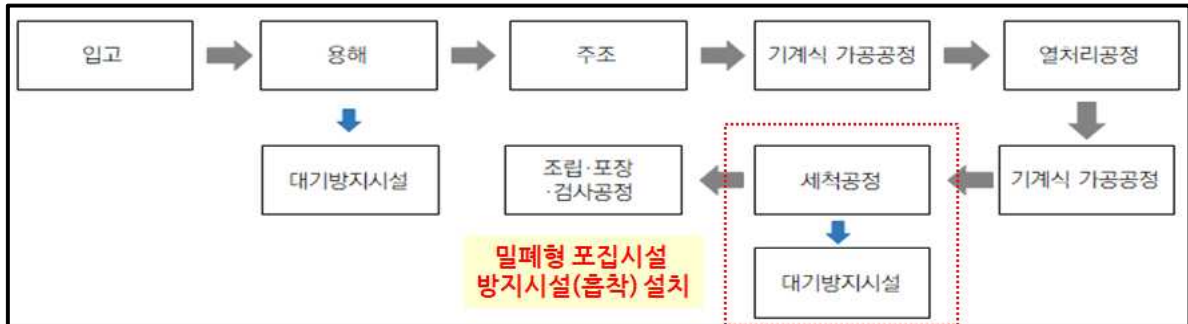 입고
용해
주조
기계식 가공공정
열처리공정
대기방지시설
조립·포장
·검사공정
세척공정
기계식 가공공정
밀폐형 포집시설
방지시설(흡착) 설치
대기방지시설